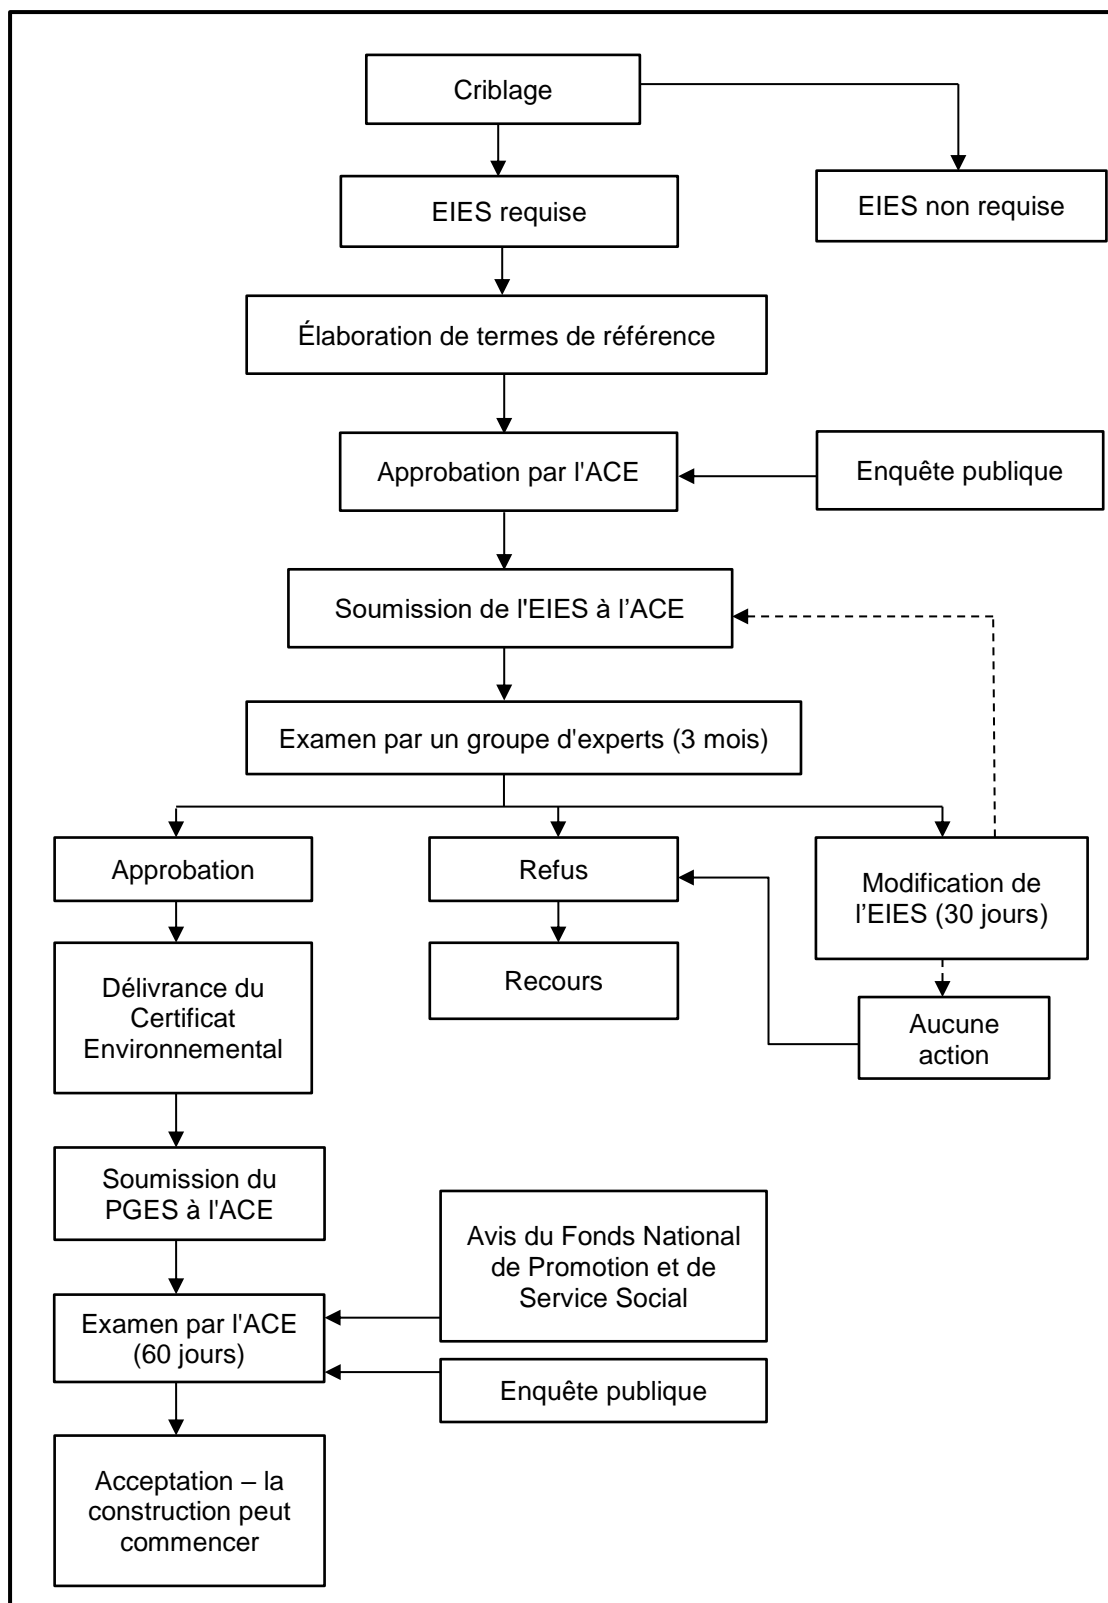 Criblage
EIES requise
EIES non requise
Élaboration de termes de référence
Approbation par l'ACE
Enquête publique
Soumission de l'EIES à l’ACE
Examen par un groupe d'experts (3 mois)
Approbation
Refus
Modification de
l’EIES (30 jours)
Recours
Délivrance du
Certificat
Environnemental
Aucune
action
Soumission du
PGES à l'ACE
Avis du Fonds National
de Promotion et de
Service Social
Examen par l'ACE
(60 jours)
Enquête publique
Acceptation – la
construction peut
commencer